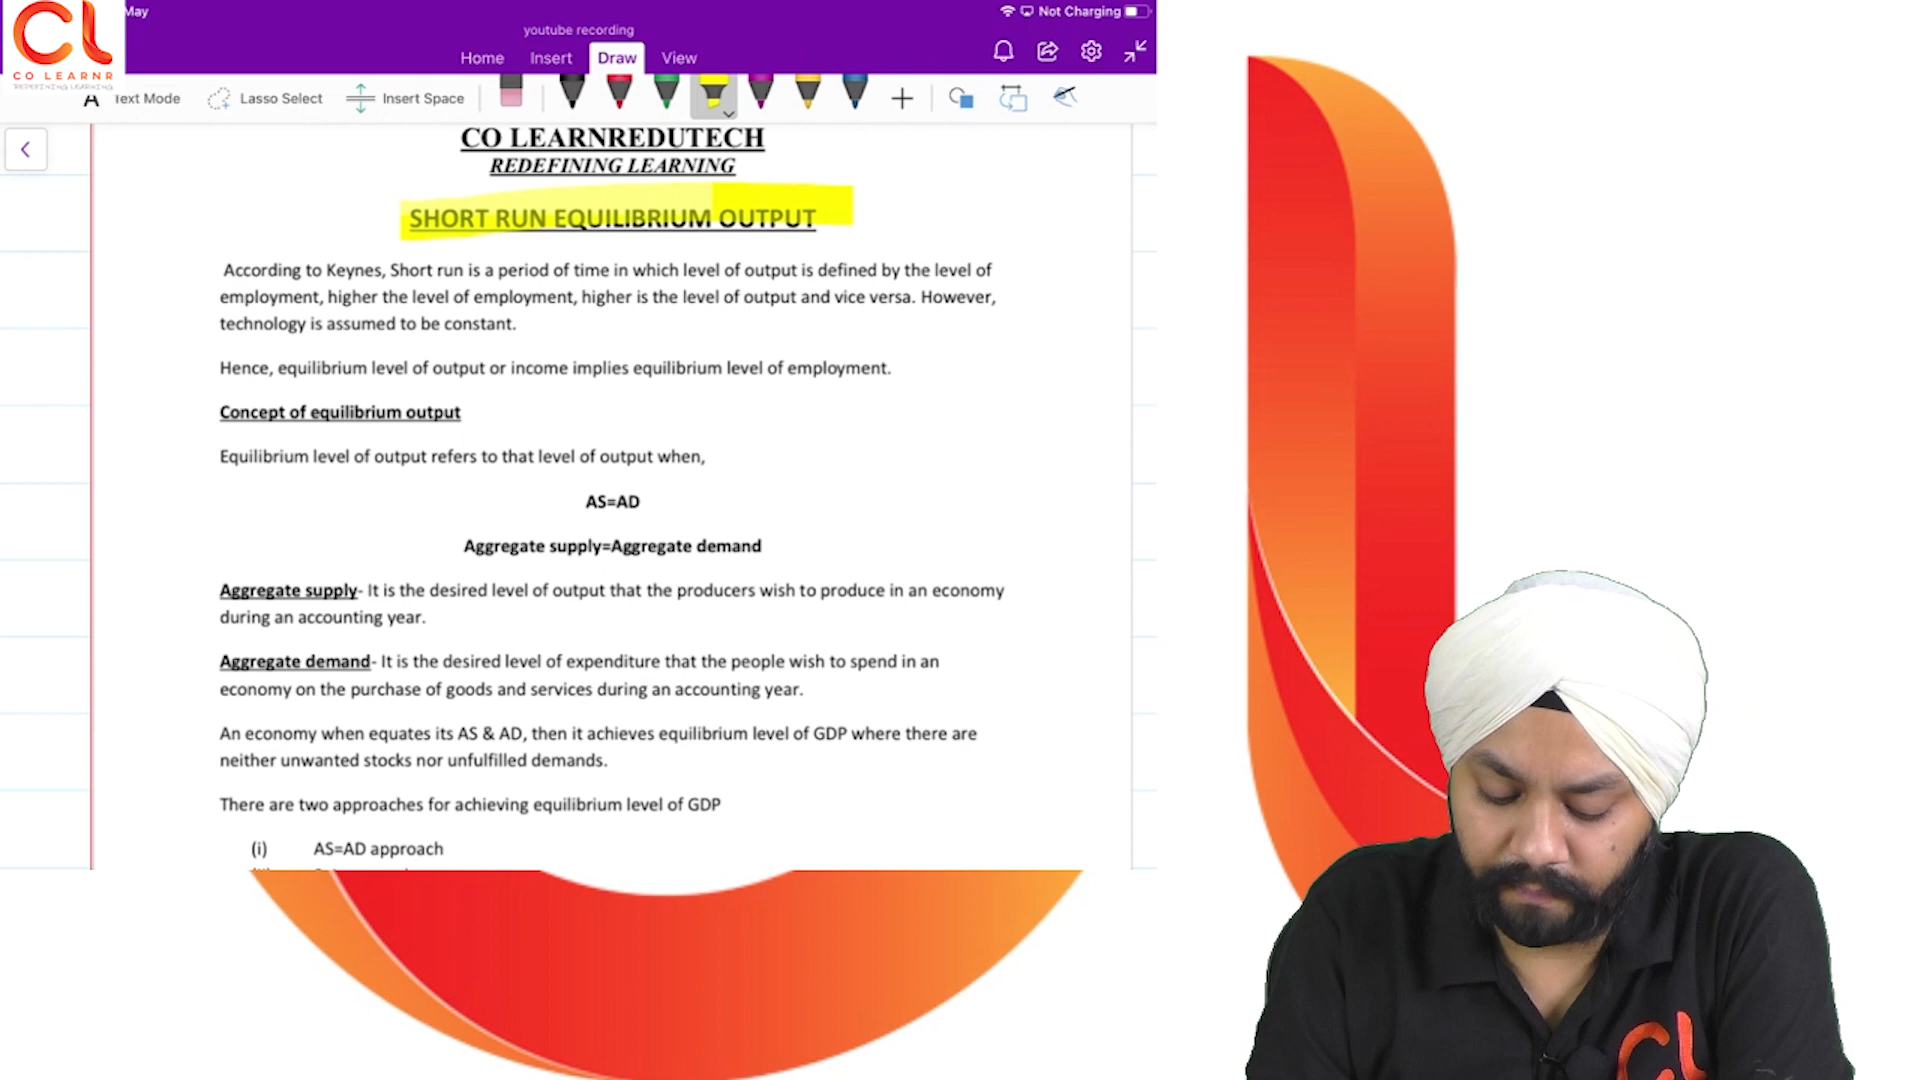 May
Not Charging
youtube recording
Home Insert Draw View
CO LEARNR
REDEFINING LEARNING
Text Mode Lasso Select Insert Space
CO LEARNREDUTECH
REDEFINING LEARNING
SHORT RUN EQUILIBRIUM OUTPUT
According to Keynes, Short run is a period of time in which level of output is defined by the level of
employment, higher the level of employment, higher is the level of output and vice versa. However,
technology is assumed to be constant.
Hence, equilibrium level of output or income implies equilibrium level of employment.
Concept of equilibrium output
Equilibrium level of output refers to that level of output when,
AS=AD
Aggregate supply=Aggregate demand
Aggregate supply- It is the desired level of output that the producers wish to produce in an economy
during an accounting year.
Aggregate demand- It is the desired level of expenditure that the people wish to spend in an
economy on the purchase of goods and services during an accounting year.
An economy when equates its AS & AD, then it achieves equilibrium level of GDP where there are
neither unwanted stocks nor unfulfilled demands.
There are two approaches for achieving equilibrium level of GDP
(i) AS=AD approach
CL